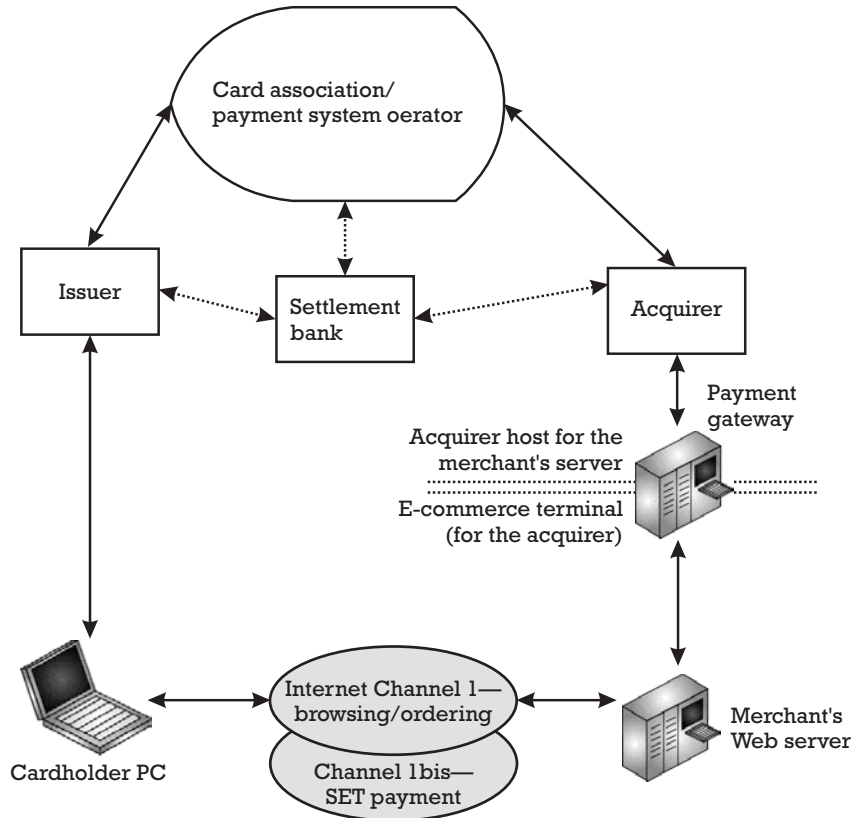 Card association/
payment system oerator
Issuer
Settlement
bank
Acquirer
Payment
gateway
Acquirer host for the
merchant's server
E-commerce terminal
(for the acquirer)
Internet Channel 1—
browsing/ordering
Merchant's
Web server
Cardholder PC
Channel 1bis—
SET payment